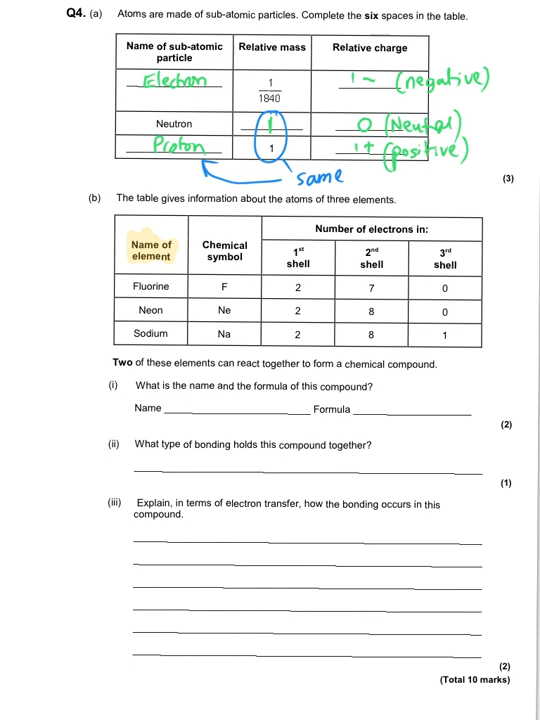 Q4. (a) Atoms are made of sub-atomic particles. Complete the six spaces in the table.
Name of sub-atomic particle Relative mass Relative charge
Electron 1/1840 1- (negative)
Neutron 1 0 (Neutral)
Proton 1 1+ (positive)
same
(3)
(b) The table gives information about the atoms of three elements.
Name of element Chemical symbol Number of electrons in:
1st shell 2nd shell 3rd shell
Fluorine F 2 7 0
Neon Ne 2 8 0
Sodium Na 2 8 1
Two of these elements can react together to form a chemical compound.
(i) What is the name and the formula of this compound?
Name Formula
(2)
(ii) What type of bonding holds this compound together?
(1)
(iii) Explain, in terms of electron transfer, how the bonding occurs in this
compound.
(2)
(Total 10 marks)